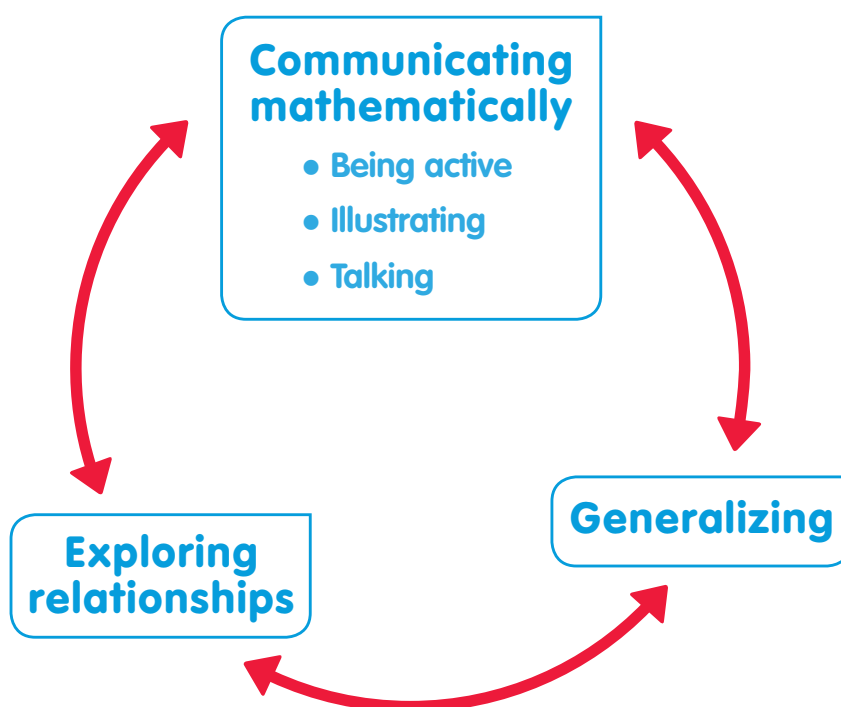 Communicating
mathematically
• Being active
• Illustrating
• Talking
Exploring
relationships
Generalizing